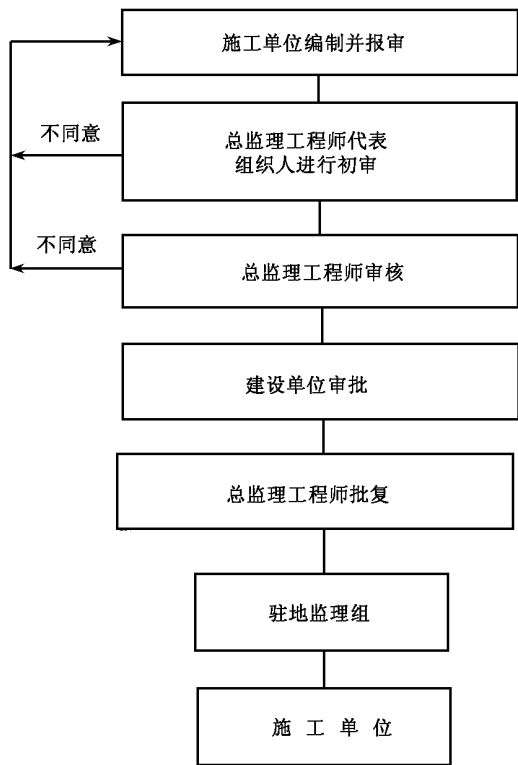 施工单位编制并报审
不同意
总监理工程师代表
组织人进行初审
不同意
总监理工程师审核
建设单位审批
总监理工程师批复
驻地监理组
施 工 单 位